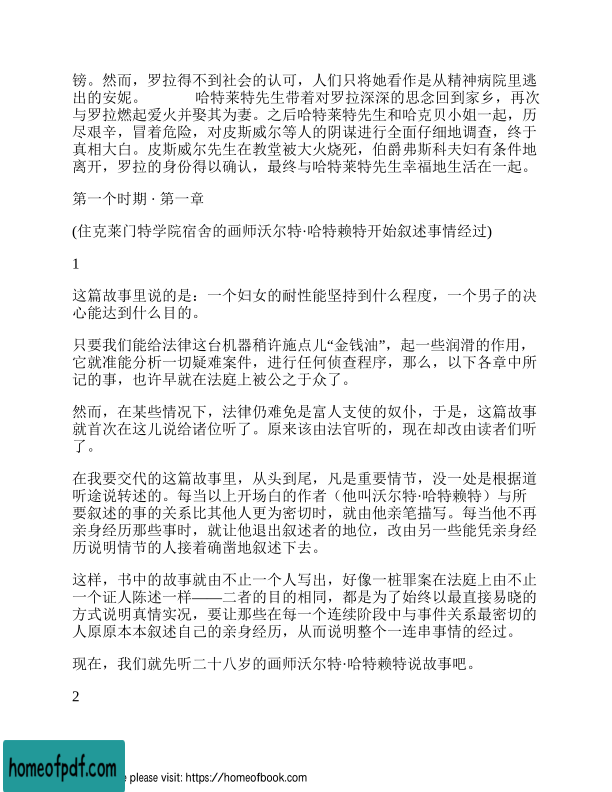 镑。然而，罗拉得不到社会的认可，人们只将她看作是从精神病院里逃
出的安妮。 哈特莱特先生带着对罗拉深深的思念回到家乡，再次
与罗拉燃起爱火并娶其为妻。之后哈特莱特先生和哈克贝小姐一起，历
尽艰辛，冒着危险，对皮斯威尔等人的阴谋进行全面仔细地调查，终于
真相大白。皮斯威尔先生在教堂被大火烧死，伯爵弗斯科夫妇有条件地
离开，罗拉的身份得以确认，最终与哈特莱特先生幸福地生活在一起。
第一个时期 · 第一章
(住克莱门特学院宿舍的画师沃尔特·哈特赖特开始叙述事情经过)
1
这篇故事里说的是：一个妇女的耐性能坚持到什么程度，一个男子的决
心能达到什么目的。
只要我们能给法律这台机器稍许施点儿“金钱油”，起一些润滑的作用，
它就准能分析一切疑难案件，进行任何侦查程序，那么，以下各章中所
记的事，也许早就在法庭上被公之于众了。
然而，在某些情况下，法律仍难免是富人支使的奴仆，于是，这篇故事
就首次在这儿说给诸位听了。原来该由法官听的，现在却改由读者们听
了。
在我要交代的这篇故事里，从头到尾，凡是重要情节，没一处是根据道
听途说转述的。每当以上开场白的作者（他叫沃尔特·哈特赖特）与所
要叙述的事的关系比其他人更为密切时，就由他亲笔描写。每当他不再
亲身经历那些事时，就让他退出叙述者的地位，改由另一些能凭亲身经
历说明情节的人接着确凿地叙述下去。
这样，书中的故事就由不止一个人写出，好像一桩罪案在法庭上由不止
一个证人陈述一样——二者的目的相同，都是为了始终以最直接易晓的
方式说明真情实况，要让那些在每一个连续阶段中与事件关系最密切的
人原原本本叙述自己的亲身经历，从而说明整个一连串事情的经过。
现在，我们就先听二十八岁的画师沃尔特·哈特赖特说故事吧。
2
homeofpdf.com
please visit: https://homeofbook.com